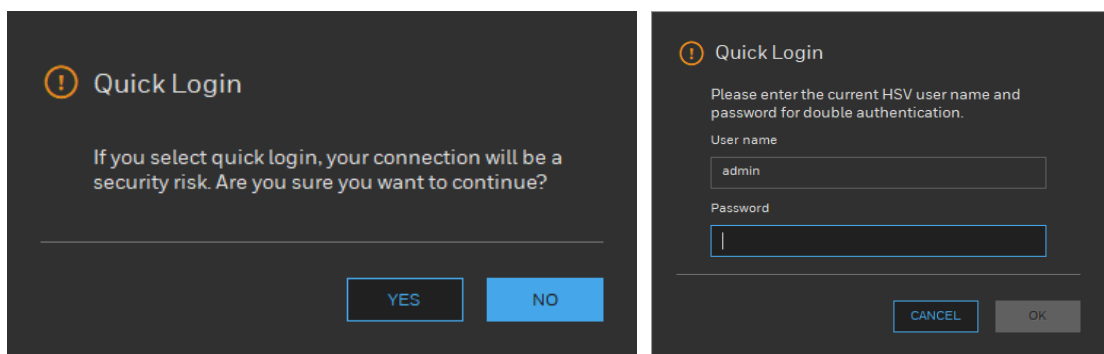 Quick Login
If you select quick login, your connection will be a
security risk. Are you sure you want to continue?
YES
NO
Quick Login
Please enter the current HSV user name and
password for double authentication.
User name
admin
Password
CANCEL
OK